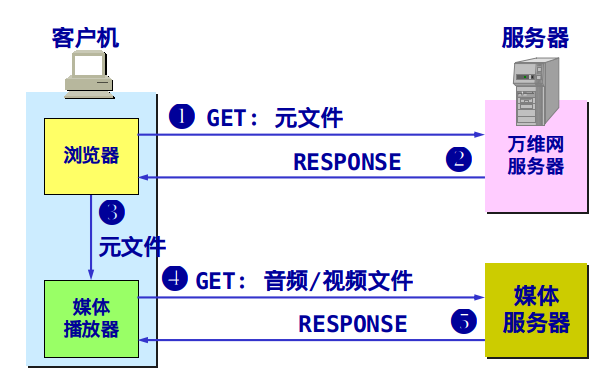 客户机
服务器
❶ GET: 元文件
浏览器
万维网
服务器
RESPONSE ❷
❸
元文件
❹ GET: 音频/视频文件
媒体
播放器
媒体
服务器
RESPONSE ❺